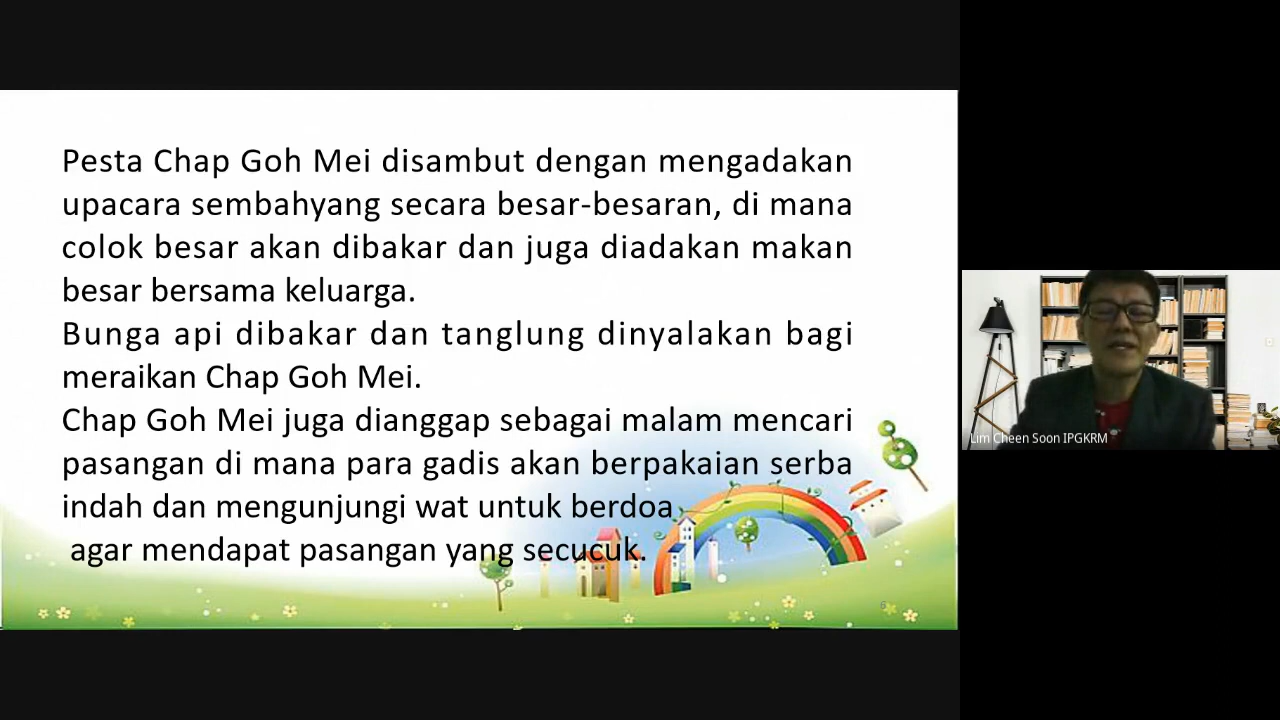 Pesta Chap Goh Mei disambut dengan mengadakan
upacara sembahyang secara besar-besaran, di mana
colok besar akan dibakar dan juga diadakan makan
besar bersama keluarga.
Bunga api dibakar dan tanglung dinyalakan bagi
meraikan Chap Goh Mei.
Chap Goh Mei juga dianggap sebagai malam mencari
pasangan di mana para gadis akan berpakaian serba
indah dan mengunjungi wat untuk berdoa
agar mendapat pasangan yang secucuk.
Lim Cheen Soon IPGKRM